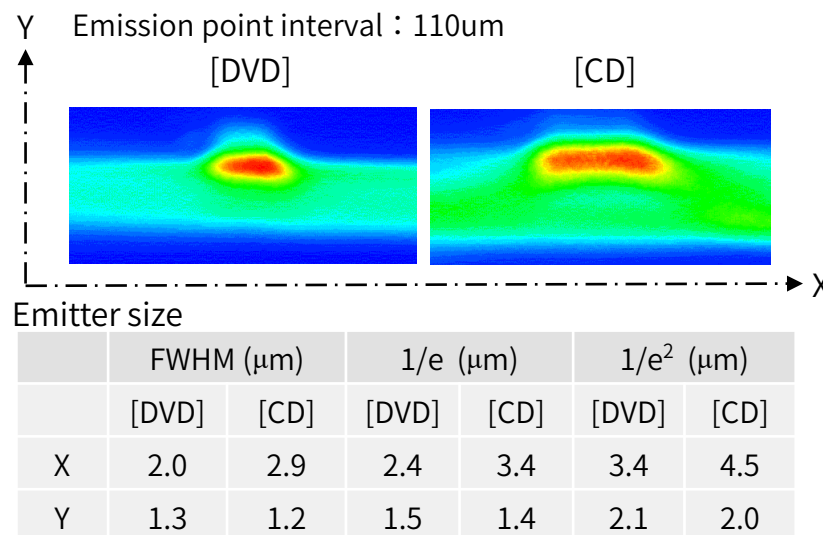 Y Emission point interval：110um
[DVD] [CD]
X
Emitter size
FWHM (μm) 1/e (μm) 1/e² (μm)
[DVD] [CD] [DVD] [CD] [DVD] [CD]
X 2.0 2.9 2.4 3.4 3.4 4.5
Y 1.3 1.2 1.5 1.4 2.1 2.0